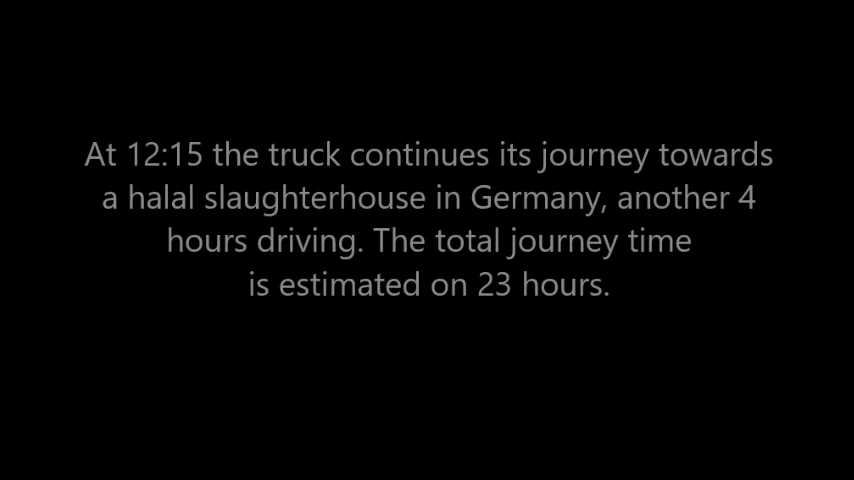 At 12:15 the truck continues its journey towards
a halal slaughterhouse in Germany, another 4
hours driving. The total journey time
is estimated on 23 hours.